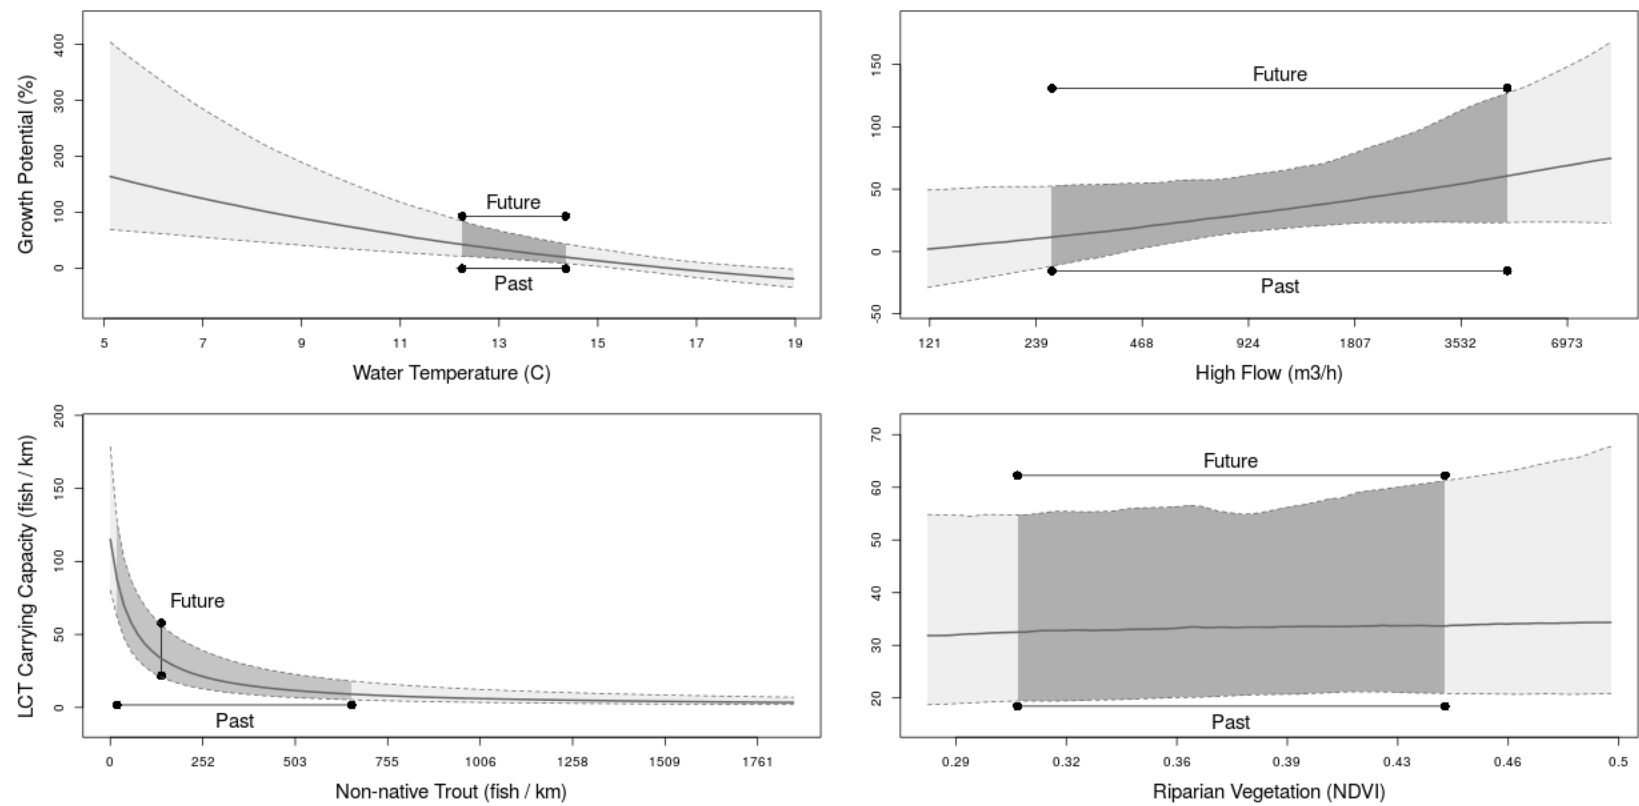 Growth Potential (%)
400
300
200
100
0
Future
Past
5 7 9 11 13 15 17 19
Water Temperature (C)
150
100
50
0
-50
Future
Past
121 239 468 924 1807 3532 6973
High Flow (m3/h)
LCT Carrying Capacity (fish / km)
200
150
100
50
0
Future
Past
0 252 503 755 1006 1258 1509 1761
Non-native Trout (fish / km)
70
60
50
40
30
20
Future
Past
0.29 0.32 0.36 0.39 0.43 0.46 0.5
Riparian Vegetation (NDVI)